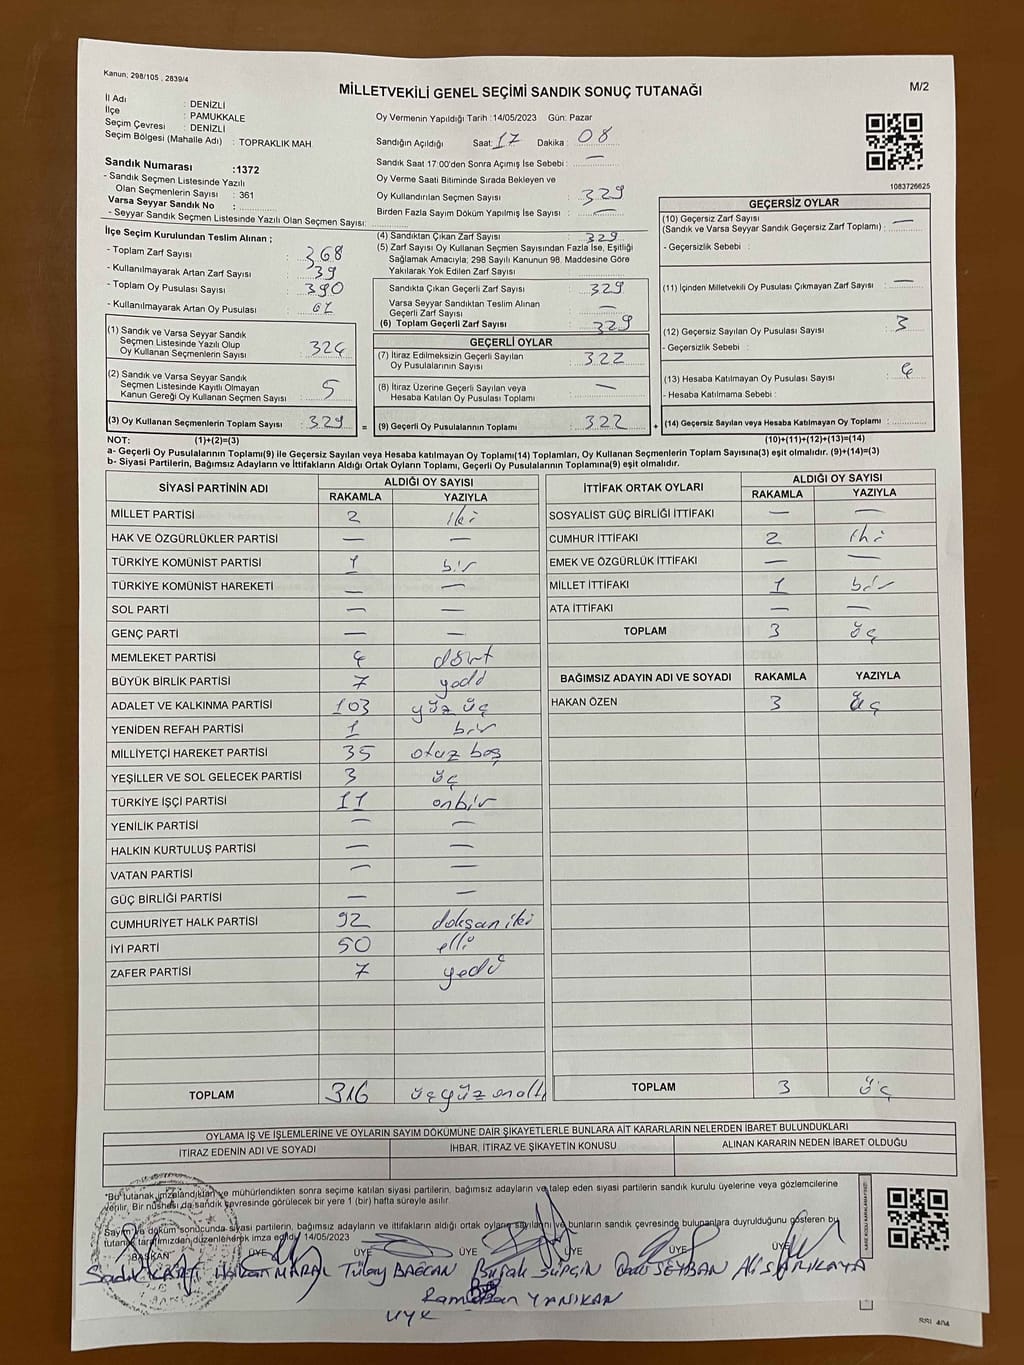 Kanun; 298/105 , 2839/4
MİLLETVEKİLİ GENEL SEÇİMİ SANDIK SONUÇ TUTANAĞI
M/2
İl Adı : DENİZLİ
İlçe : PAMUKKALE
Seçim Çevresi : DENİZLİ
Seçim Bölgesi (Mahalle Adı) : TOPRAKLIK MAH
Oy Vermenin Yapıldığı Tarih :14/05/2023 Gün: Pazar
Sandığın Açıldığı Saat: 17 Dakika : 08
Sandık Saat 17:00'den Sonra Açımış İse Sebebi : —
Oy Verme Saati Bitiminde Sırada Bekleyen ve
Oy Kullandırılan Seçmen Sayısı : 329
Birden Fazla Sayım Döküm Yapılmış İse Sayısı : —
1083726625
Sandık Numarası :1372
- Sandık Seçmen Listesinde Yazılı
Olan Seçmenlerin Sayısı : 361
Varsa Seyyar Sandık No :
- Seyyar Sandık Seçmen Listesinde Yazılı Olan Seçmen Sayısı:
İlçe Seçim Kurulundan Teslim Alınan ;
- Toplam Zarf Sayısı : 368
- Kullanılmayarak Artan Zarf Sayısı : 39
- Toplam Oy Pusulası Sayısı : 390
- Kullanılmayarak Artan Oy Pusulası :
(1) Sandık ve Varsa Seyyar Sandık
Seçmen Listesinde Yazılı Olup
Oy Kullanan Seçmenlerin Sayısı : 324
(2) Sandık ve Varsa Seyyar Sandık
Seçmen Listesinde Kayıtlı Olmayan
Kanun Gereği Oy Kullanan Seçmen Sayısı : 5
(3) Oy Kullanan Seçmenlerin Toplam Sayısı : 329 =
(4) Sandıktan Çıkan Zarf Sayısı : 329
(5) Zarf Sayısı Oy Kullanan Seçmen Sayısından Fazla İse, Eşitliği
Sağlamak Amacıyla; 298 Sayılı Kanunun 98. Maddesine Göre
Yakılarak Yok Edilen Zarf Sayısı :
Sandıkta Çıkan Geçerli Zarf Sayısı : 329
Varsa Seyyar Sandıktan Teslim Alınan
Geçerli Zarf Sayısı : —
(6) Toplam Geçerli Zarf Sayısı : 329
GEÇERLİ OYLAR
(7) İtiraz Edilmeksizin Geçerli Sayılan
Oy Pusulalarının Sayısı : 322
(8) İtiraz Üzerine Geçerli Sayılan veya
Hesaba Katılan Oy Pusulası Toplamı : —
(9) Geçerli Oy Pusulalarının Toplamı : 322 +
GEÇERSİZ OYLAR
(10) Geçersiz Zarf Sayısı
(Sandık ve Varsa Seyyar Sandık Geçersiz Zarf Toplamı) : —
- Geçersizlik Sebebi :
(11) İçinden Milletvekili Oy Pusulası Çıkmayan Zarf Sayısı : —
(12) Geçersiz Sayılan Oy Pusulası Sayısı : 3
- Geçersizlik Sebebi :
(13) Hesaba Katılmayan Oy Pusulası Sayısı : 4
- Hesaba Katılmama Sebebi :
(14) Geçersiz Sayılan veya Hesaba Katılmayan Oy Toplamı :
NOT: (1)+(2)=(3) (10)+(11)+(12)+(13)=(14)
a- Geçerli Oy Pusulalarının Toplamı(9) ile Geçersiz Sayılan veya Hesaba katılmayan Oy Toplamı(14) Toplamları, Oy Kullanan Seçmenlerin Toplam Sayısına(3) eşit olmalıdır. (9)+(14)=(3)
b- Siyasi Partilerin, Bağımsız Adayların ve İttifakların Aldığı Ortak Oyların Toplamı, Geçerli Oy Pusulalarının Toplamına(9) eşit olmalıdır.
SİYASİ PARTİNİN ADI ALDIĞI OY SAYISI
RAKAMLA YAZIYLA
MİLLET PARTİSİ 2 iki
HAK VE ÖZGÜRLÜKLER PARTİSİ — —
TÜRKİYE KOMÜNİST PARTİSİ 1 bir
TÜRKİYE KOMÜNİST HAREKETİ — —
SOL PARTİ — —
GENÇ PARTİ — —
MEMLEKET PARTİSİ 4 dört
BÜYÜK BİRLİK PARTİSİ 7 yedi
ADALET VE KALKINMA PARTİSİ 103 yüz üç
YENİDEN REFAH PARTİSİ 1 bir
MİLLİYETÇİ HAREKET PARTİSİ 35 otuz beş
YEŞİLLER VE SOL GELECEK PARTİSİ 3 üç
TÜRKİYE İŞÇİ PARTİSİ 11 onbir
YENİLİK PARTİSİ — —
HALKIN KURTULUŞ PARTİSİ — —
VATAN PARTİSİ — —
GÜÇ BİRLİĞİ PARTİSİ — —
CUMHURİYET HALK PARTİSİ 92 doksan iki
İYİ PARTİ 50 elli
ZAFER PARTİSİ 7 yedi
TOPLAM 316 üçyüz onaltı
İTTİFAK ORTAK OYLARI ALDIĞI OY SAYISI
RAKAMLA YAZIYLA
SOSYALİST GÜÇ BİRLİĞİ İTTİFAKI — —
CUMHUR İTTİFAKI 2 iki
EMEK VE ÖZGÜRLÜK İTTİFAKI — —
MİLLET İTTİFAKI 1 bir
ATA İTTİFAKI — —
TOPLAM 3 üç
BAĞIMSIZ ADAYIN ADI VE SOYADI RAKAMLA YAZIYLA
HAKAN ÖZEN 3 üç
TOPLAM 3 üç
OYLAMA İŞ VE İŞLEMLERİNE VE OYLARIN SAYIM DÖKÜMÜNE DAİR ŞİKAYETLERLE BUNLARA AİT KARARLARIN NELERDEN İBARET BULUNDUKLARI
İTİRAZ EDENİN ADI VE SOYADI İHBAR, İTİRAZ VE ŞİKAYETİN KONUSU ALINAN KARARIN NEDEN İBARET OLDUĞU
"Bu tutanak imzalandıktan ve mühürlendikten sonra seçime katılan siyasi partilerin, bağımsız adayların ve talep eden siyasi partilerin sandık kurulu üyelerine veya gözlemcilerine
verilir. Bir nüshası da sandık çevresinde görülecek bir yere 1 (bir) hafta süreyle asılır.
Sayım ve döküm sonucunda siyasi partilerin, bağımsız adayların ve ittifakların aldığı ortak oyların sayılarını ve bunların sandık çevresinde bulunanlara duyrulduğunu gösteren bu
tutanak tarafımızdan düzenlenerek imza edildi. 14/05/2023
BAŞKAN ÜYE ÜYE ÜYE ÜYE ÜYE ÜYE
MARAL Tülay BAĞCAN Burak SEYBAN Ali SARIKAYA
Ramazan YANIKAN
ÜYE